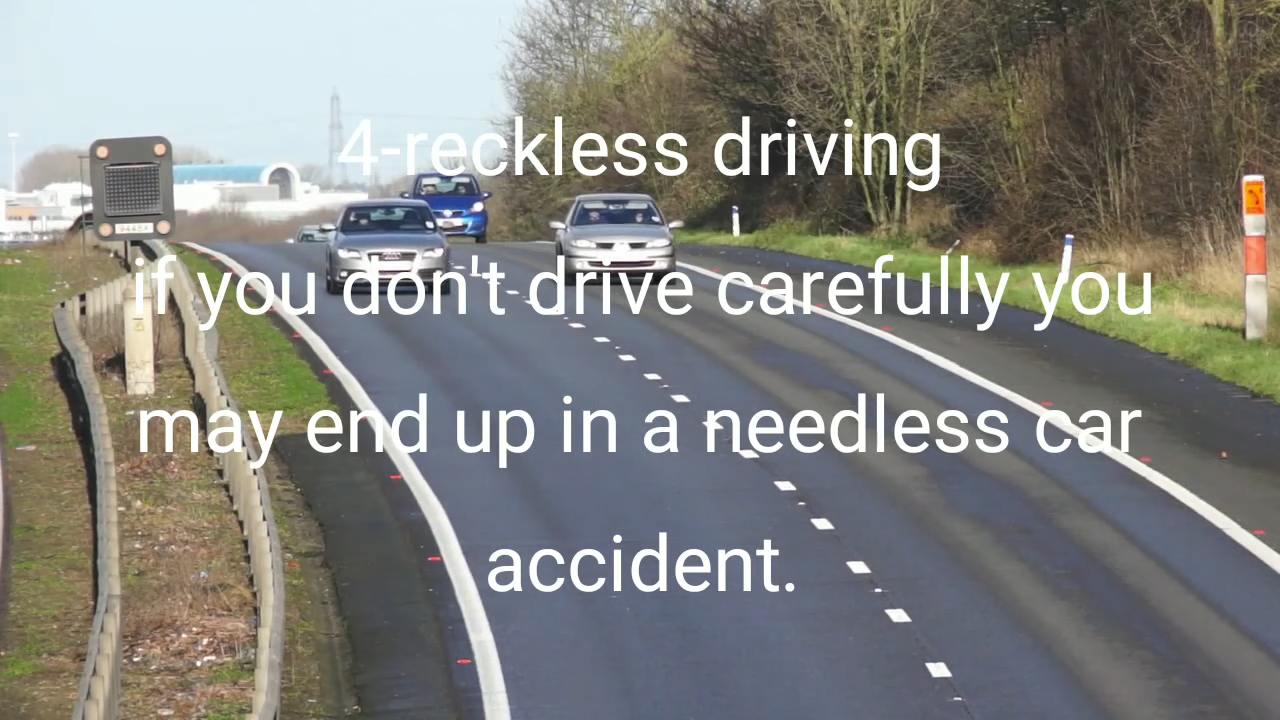 4-reckless driving
if you don't drive carefully you
may end up in a needless car
accident.